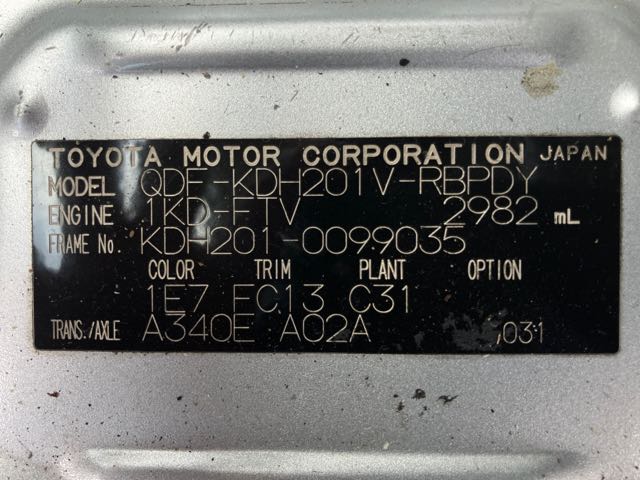 TOYOTA MOTOR CORPORATION JAPAN
MODEL QDF-KDH201V-RBPDY
ENGINE 1KD-FTV 2982 mL
FRAME No. KDH201-0099035
COLOR TRIM PLANT OPTION
1E7 FC13 C31
TRANS./AXLE A340E A02A ,031